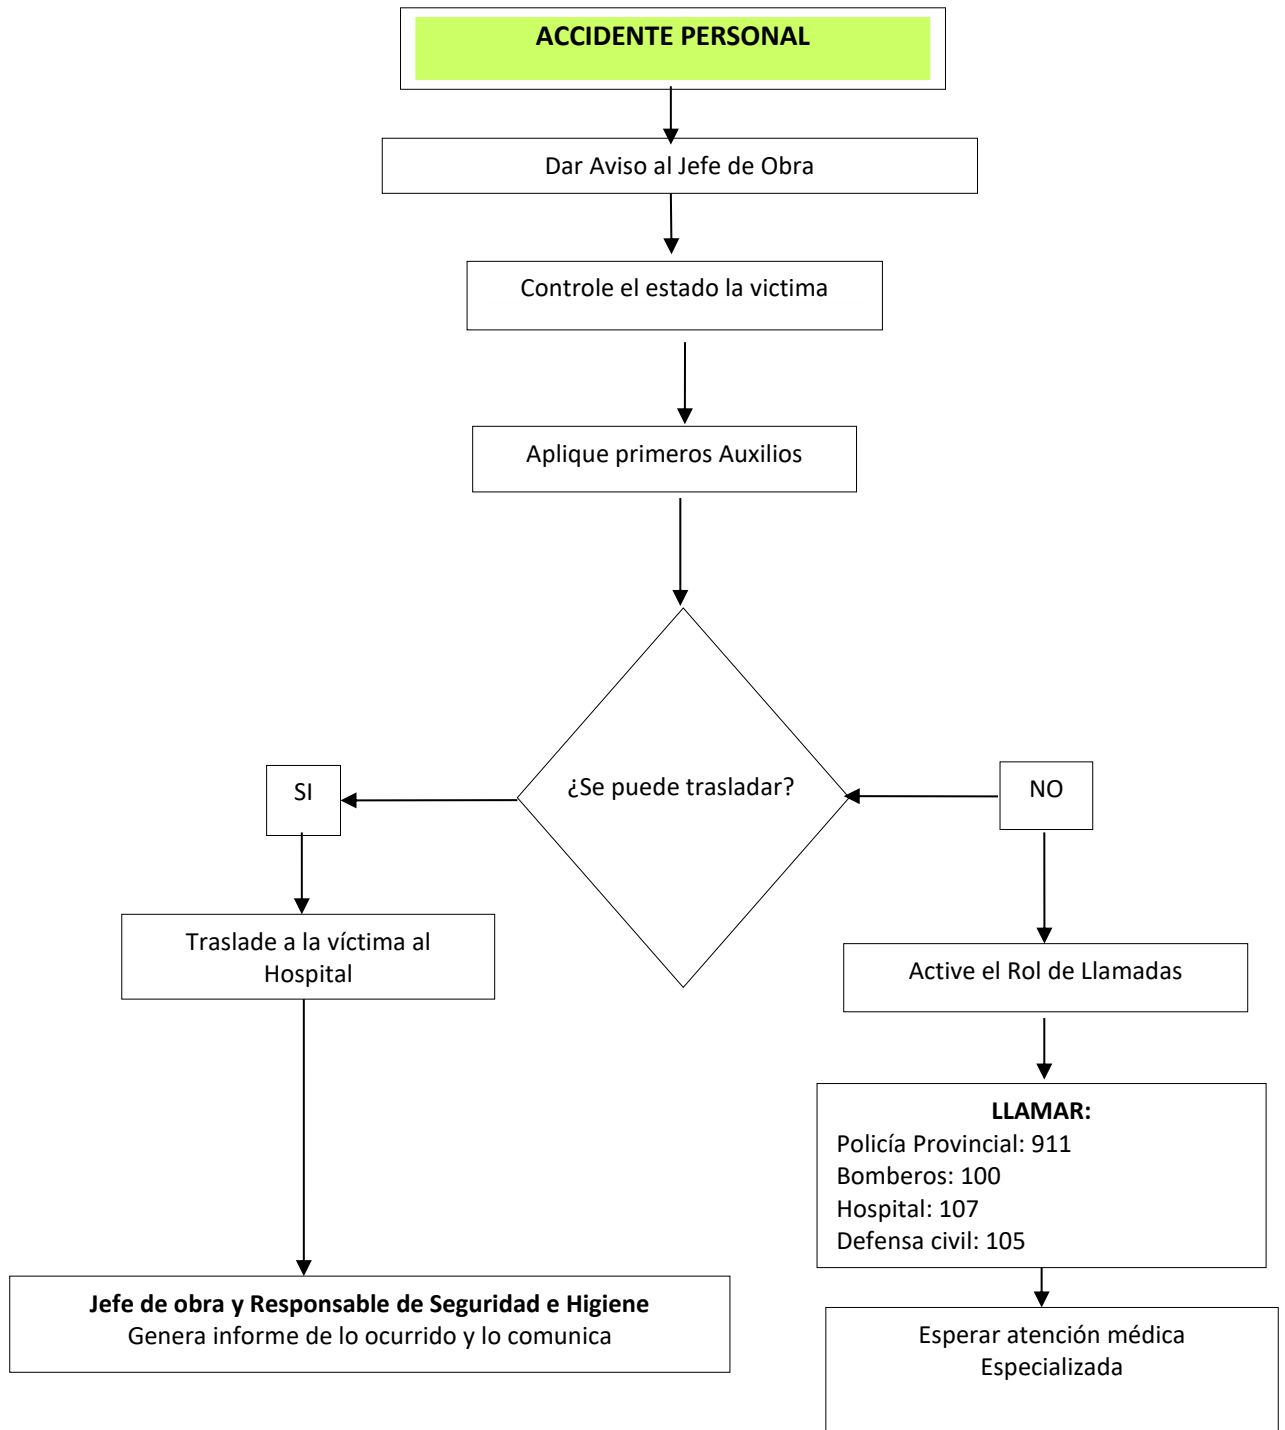 ACCIDENTE PERSONAL
Dar Aviso al Jefe de Obra
Controle el estado la victima
Aplique primeros Auxilios
¿Se puede trasladar?
SI
NO
Traslade a la víctima al
Hospital
Active el Rol de Llamadas
LLAMAR:
Policía Provincial: 911
Bomberos: 100
Hospital: 107
Defensa civil: 105
Jefe de obra y Responsable de Seguridad e Higiene
Genera informe de lo ocurrido y lo comunica
Esperar atención médica
Especializada